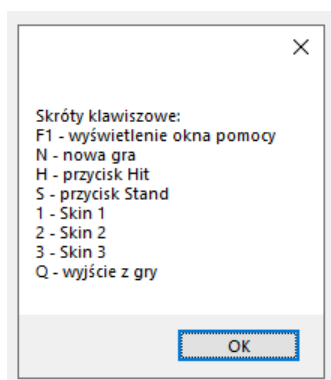 Skróty klawiszowe:
F1 - wyświetlenie okna pomocy
N - nowa gra
H - przycisk Hit
S - przycisk Stand
1 - Skin 1
2 - Skin 2
3 - Skin 3
Q - wyjście z gry
OK